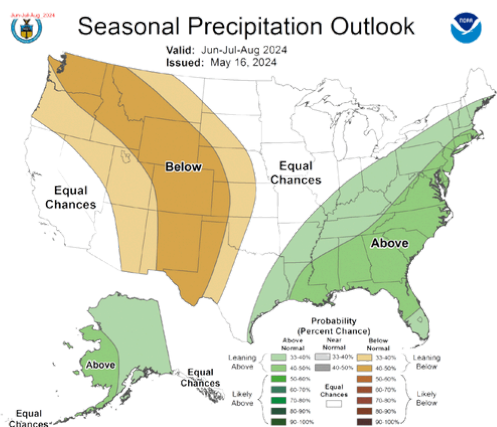 Jun-Jul-Aug 2024
Seasonal Precipitation Outlook
Valid: Jun-Jul-Aug 2024
Issued: May 16, 2024
NOAA
Equal
Chances
Below
Equal
Chances
Above
Above
Equal
Chances
Equal
Chances
Probability
(Percent Chance)
Above
Normal
Near
Normal
Below
Normal
Leaning
Above
33-40%
40-50%
Likely
Above
50-60%
60-70%
70-80%
80-90%
90-100%
33-40%
40-50%
Equal
Chances
33-40%
40-50%
Leaning
Below
50-60%
60-70%
70-80%
80-90%
90-100%
Likely
Below